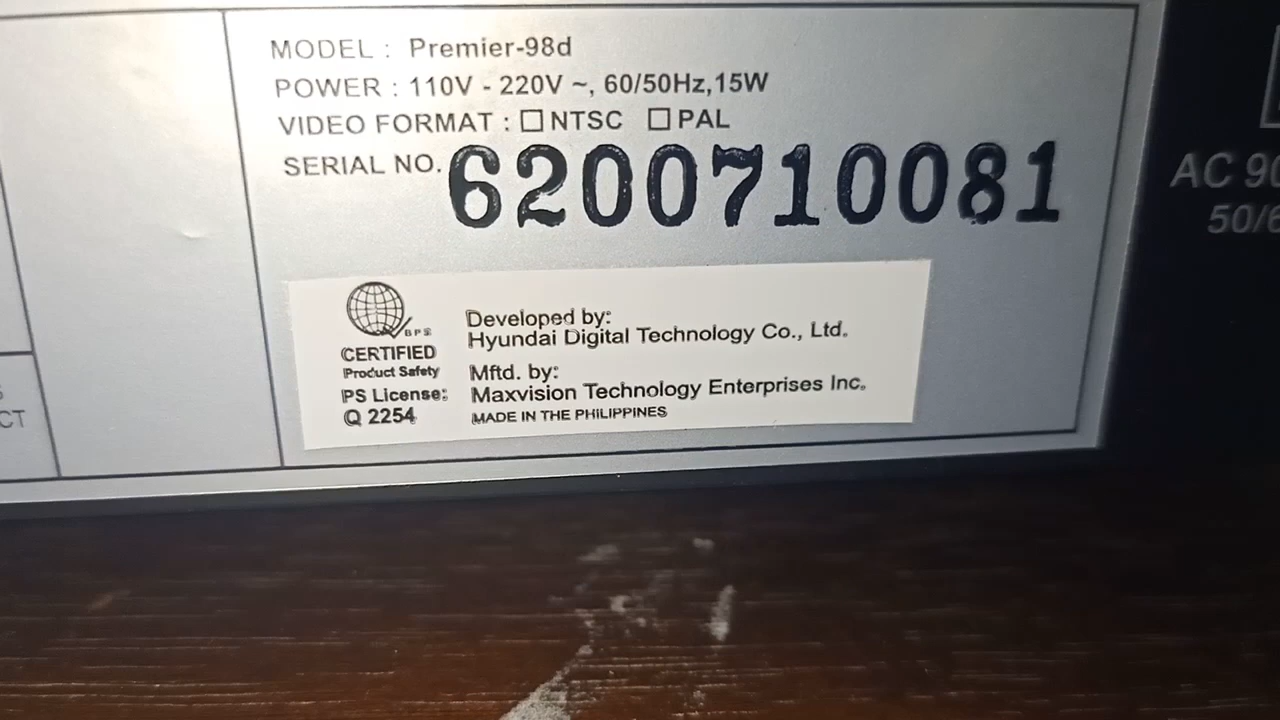 MODEL : Premier-98d
POWER : 110V - 220V ~, 60/50Hz,15W
VIDEO FORMAT : ☐ NTSC ☐ PAL
SERIAL NO. 6200710081
BPS
CERTIFIED
Product Safety
PS License:
Q 2254
Developed by:
Hyundai Digital Technology Co., Ltd.
Mftd. by:
Maxvision Technology Enterprises Inc.
MADE IN THE PHILIPPINES
CT
AC 90
50/6